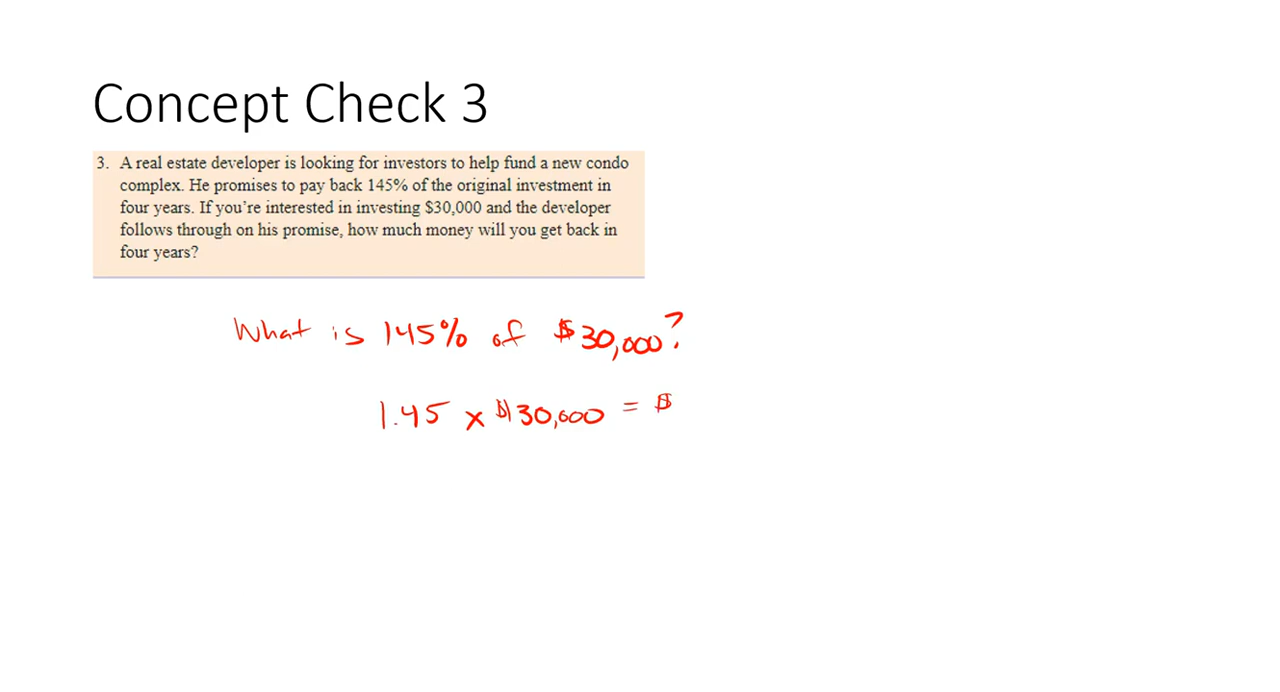 Concept Check 3
3. A real estate developer is looking for investors to help fund a new condo
complex. He promises to pay back 145% of the original investment in
four years. If you’re interested in investing $30,000 and the developer
follows through on his promise, how much money will you get back in
four years?
What is 145% of $30,000?
1.45 x $30,000 = $